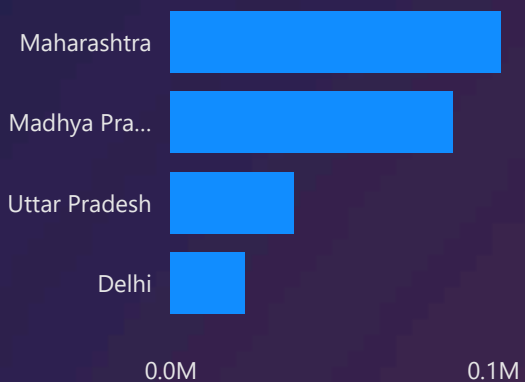 Maharashtra
Madhya Pra...
Uttar Pradesh
Delhi
0.0M 0.1M